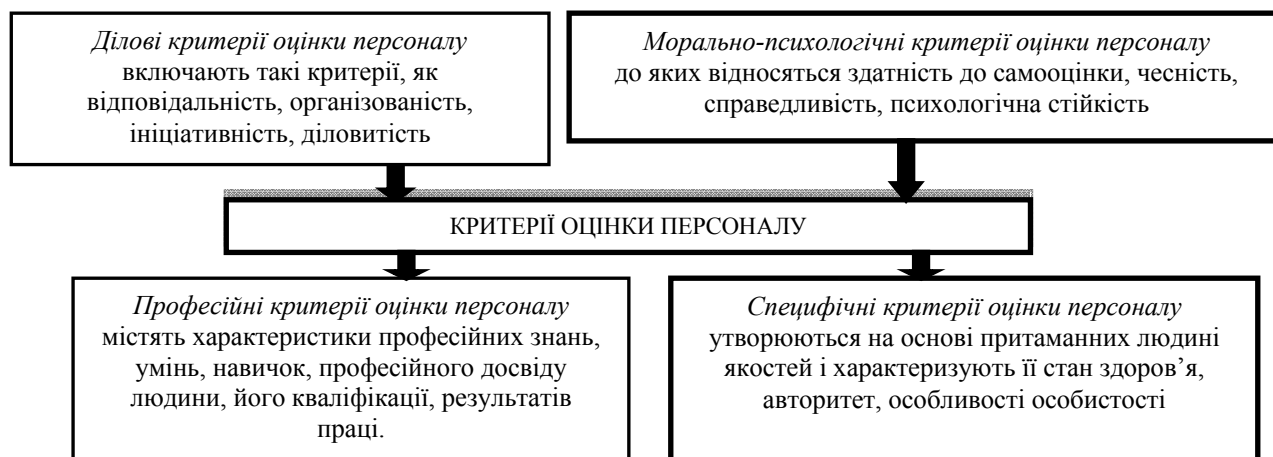 Ділові критерії оцінки персоналу
включають такі критерії, як
відповідальність, організованість,
ініціативність, діловитість
Морально-психологічні критерії оцінки персоналу
до яких відносяться здатність до самооцінки, чесність,
справедливість, психологічна стійкість
КРИТЕРІЇ ОЦІНКИ ПЕРСОНАЛУ
Професійні критерії оцінки персоналу
містять характеристики професійних знань,
умінь, навичок, професійного досвіду
людини, його кваліфікації, результатів
праці.
Специфічні критерії оцінки персоналу
утворюються на основі притаманних людині
якостей і характеризують її стан здоров’я,
авторитет, особливості особистості